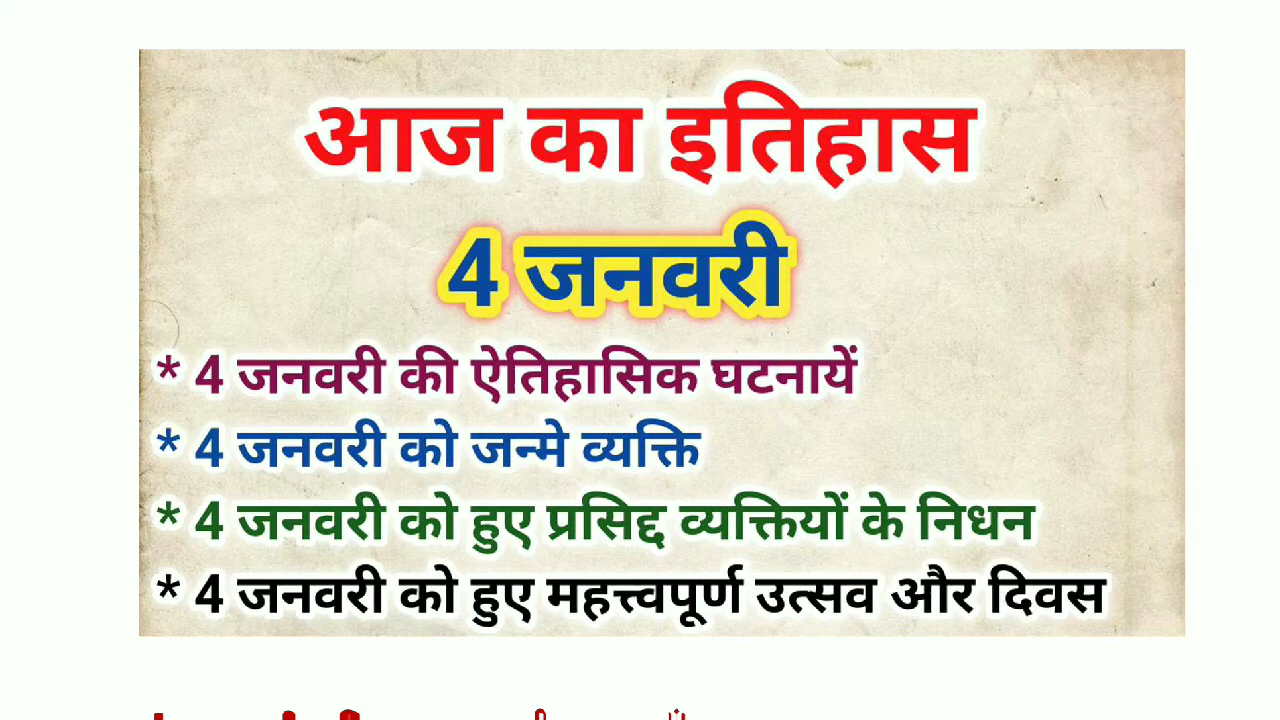 आज का इतिहास
4 जनवरी
* 4 जनवरी की ऐतिहासिक घटनायें
* 4 जनवरी को जन्मे व्यक्ति
* 4 जनवरी को हुए प्रसिद्द व्यक्तियों के निधन
* 4 जनवरी को हुए महत्त्वपूर्ण उत्सव और दिवस